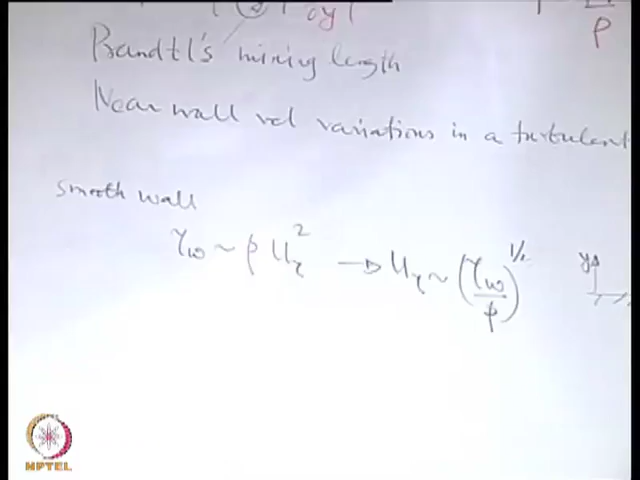 ∂y
ρ
Prandtl's mixing length
Near wall vel variations in a turbulent
smooth wall
τw ~ ρ uτ² → uτ ~ (τw/ρ)^1/2
y
NPTEL